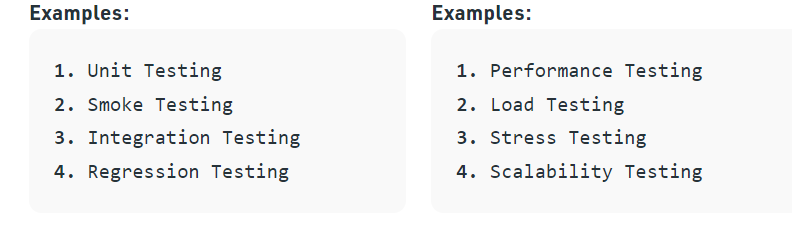 Examples:
1. Unit Testing
2. Smoke Testing
3. Integration Testing
4. Regression Testing
Examples:
1. Performance Testing
2. Load Testing
3. Stress Testing
4. Scalability Testing